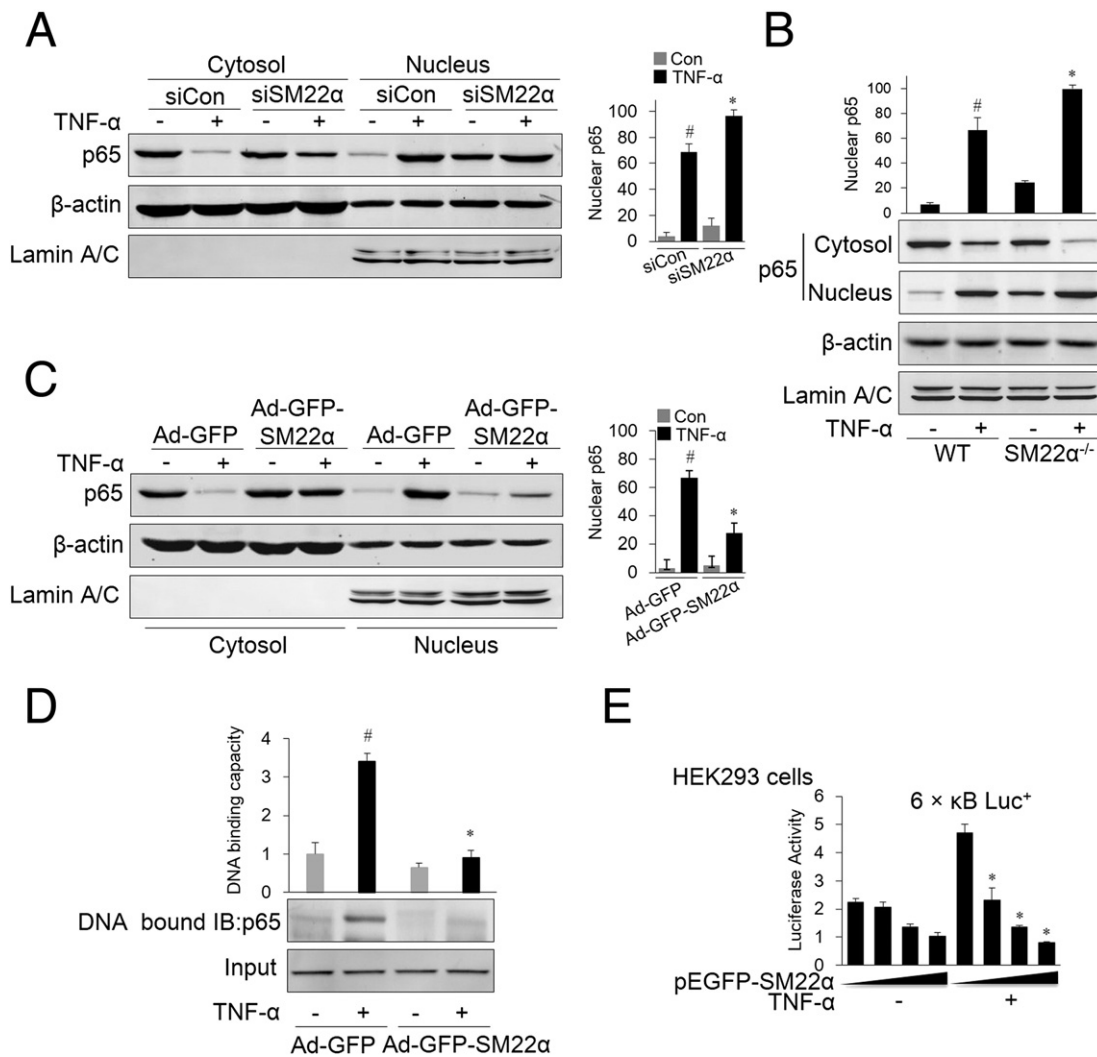 A
Cytosol Nucleus
siCon siSM22α siCon siSM22α
TNF-α - + - + - + - +
p65
β-actin
Lamin A/C
Con
TNF-α
Nuclear p65
100
80
60
40
20
0
#
*
siCon
siSM22α
B
Nuclear p65
100
80
60
40
20
0
#
*
p65
Cytosol
Nucleus
β-actin
Lamin A/C
TNF-α - + - +
WT SM22α-/-
C
Ad-GFP Ad-GFP-SM22α Ad-GFP Ad-GFP-SM22α
TNF-α - + - + - + - +
p65
β-actin
Lamin A/C
Cytosol Nucleus
Con
TNF-α
Nuclear p65
100
80
60
40
20
0
#
*
Ad-GFP
Ad-GFP-SM22α
D
DNA binding capacity
4
3
2
1
0
#
*
DNA bound IB:p65
Input
TNF-α - + - +
Ad-GFP Ad-GFP-SM22α
E
HEK293 cells
6 × κB Luc+
Luciferase Activity
6
5
4
3
2
1
0
* * *
pEGFP-SM22α
TNF-α - +